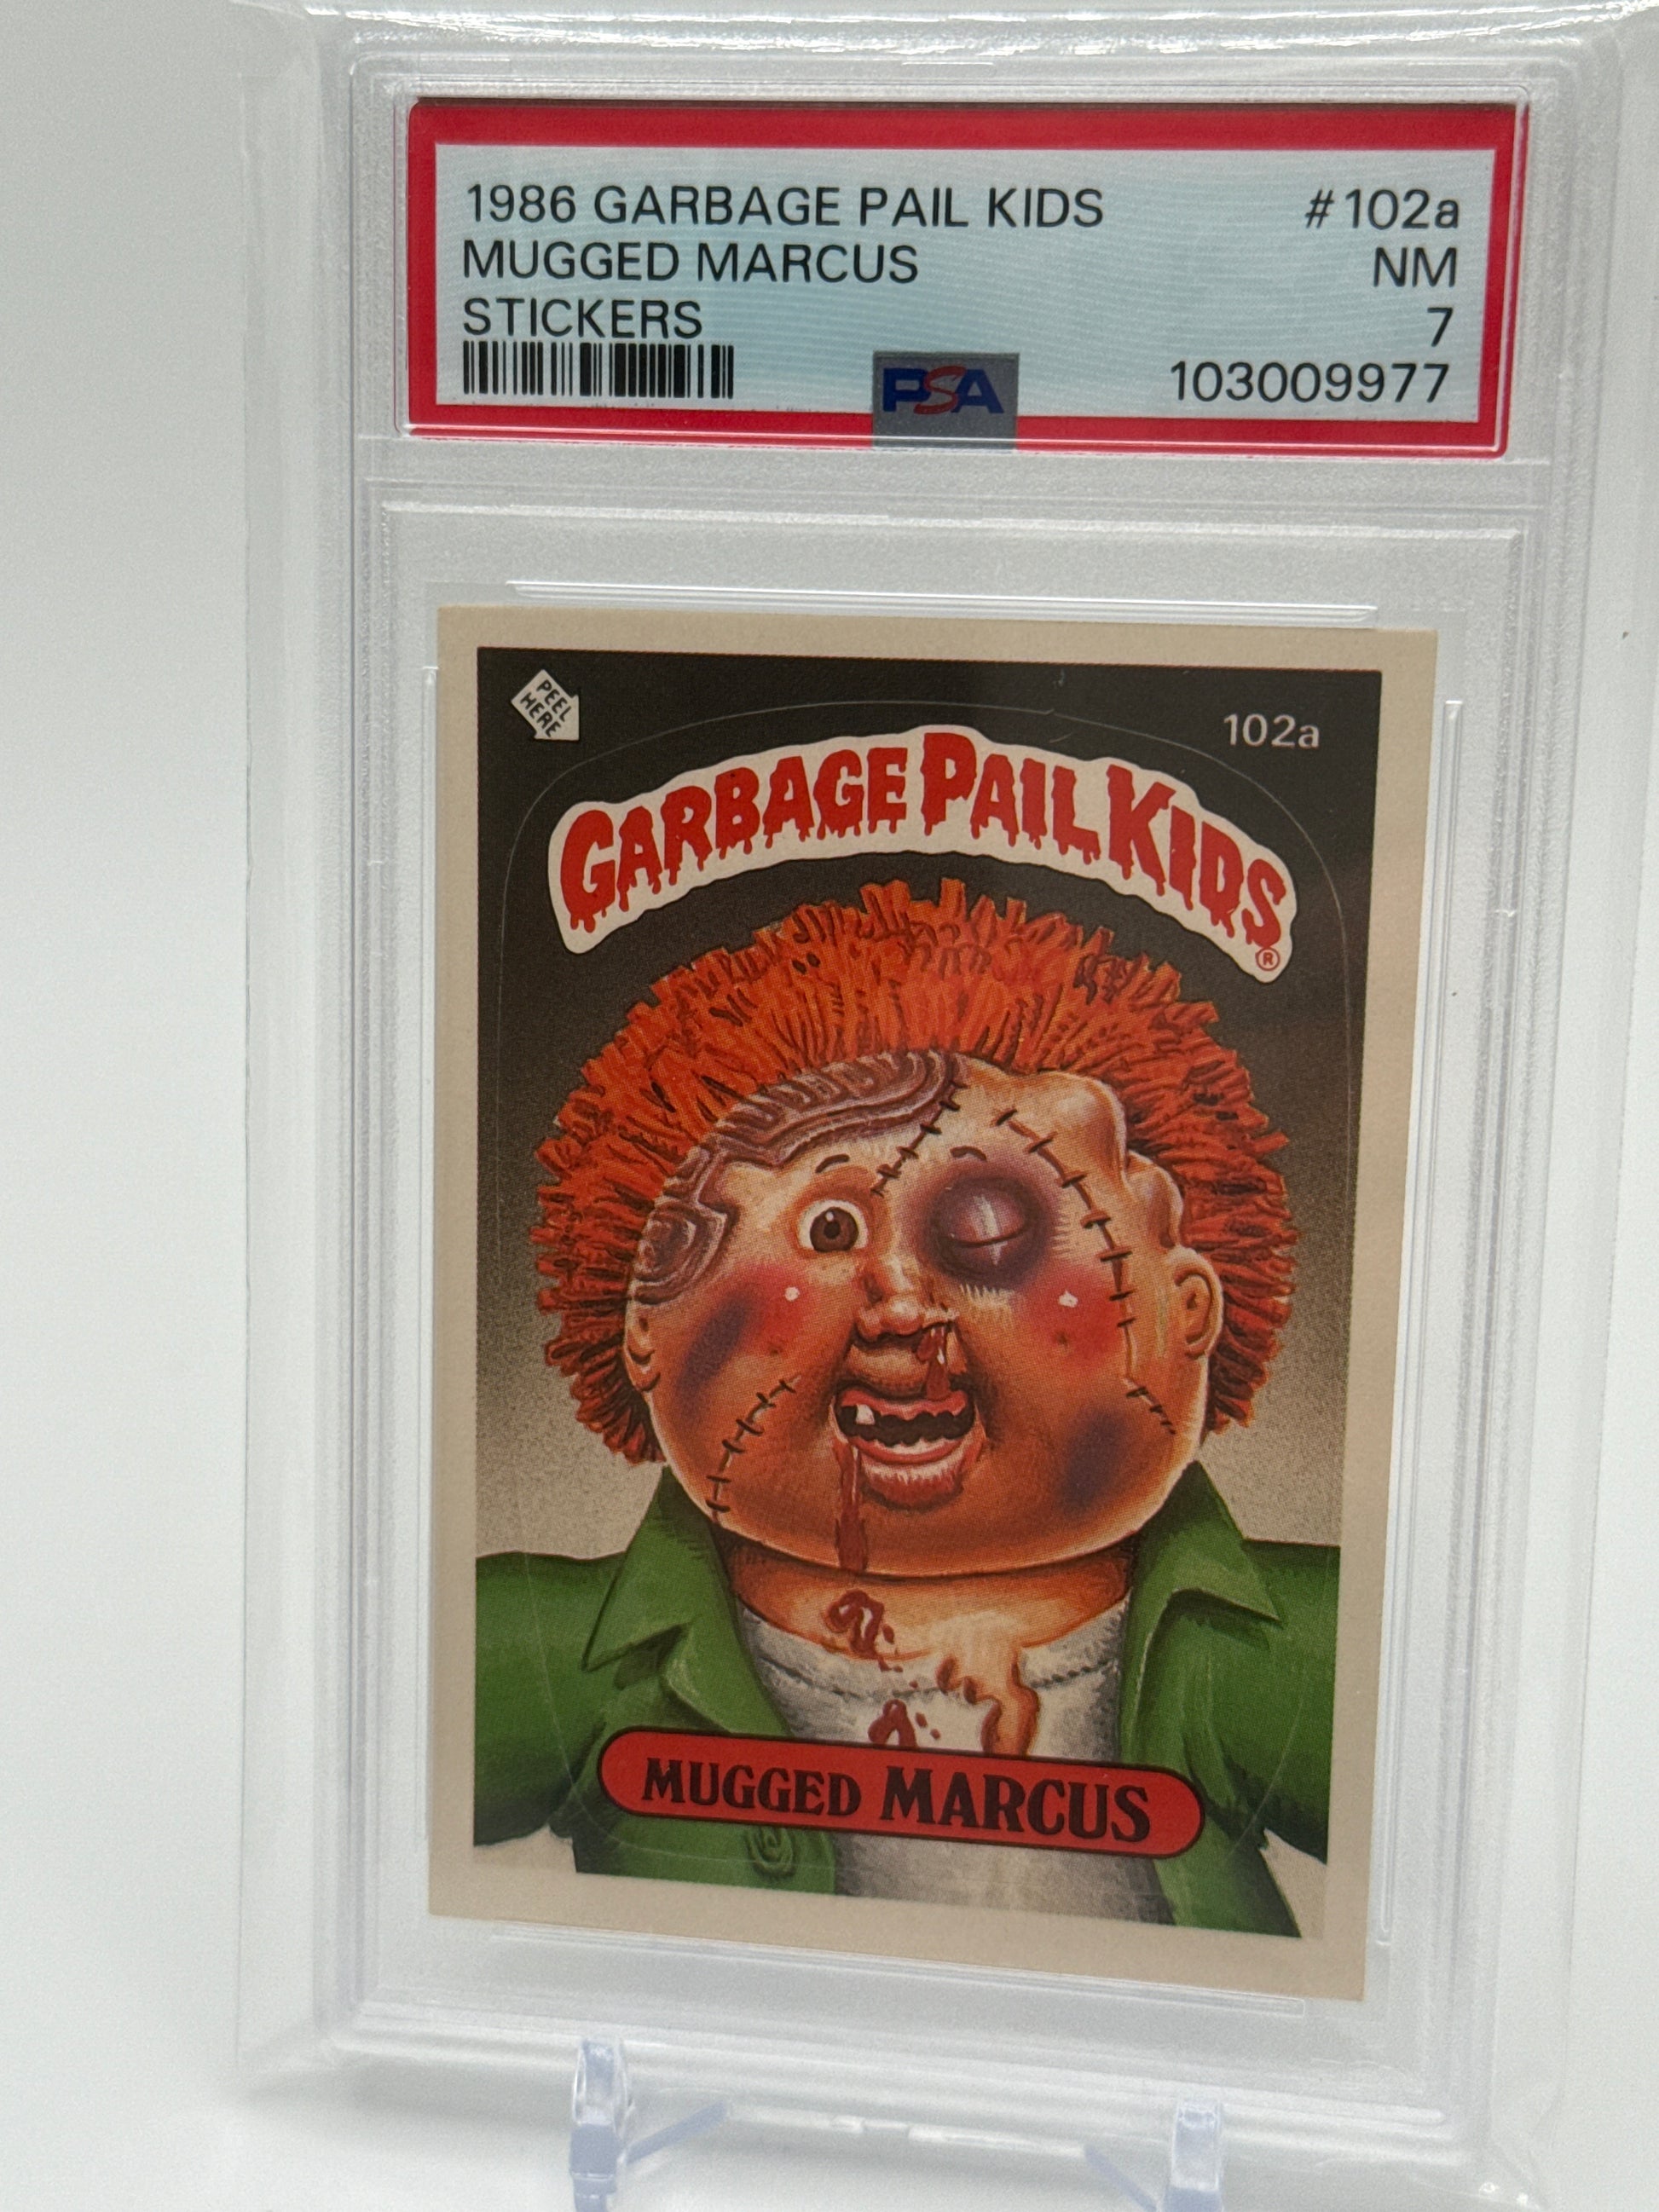 1986 GARBAGE PAIL KIDS #102a
MUGGED MARCUS NM
STICKERS 7
PSA 103009977
PEEL
HERE
102a
GARBAGE PAIL KIDS
®
MUGGED MARCUS